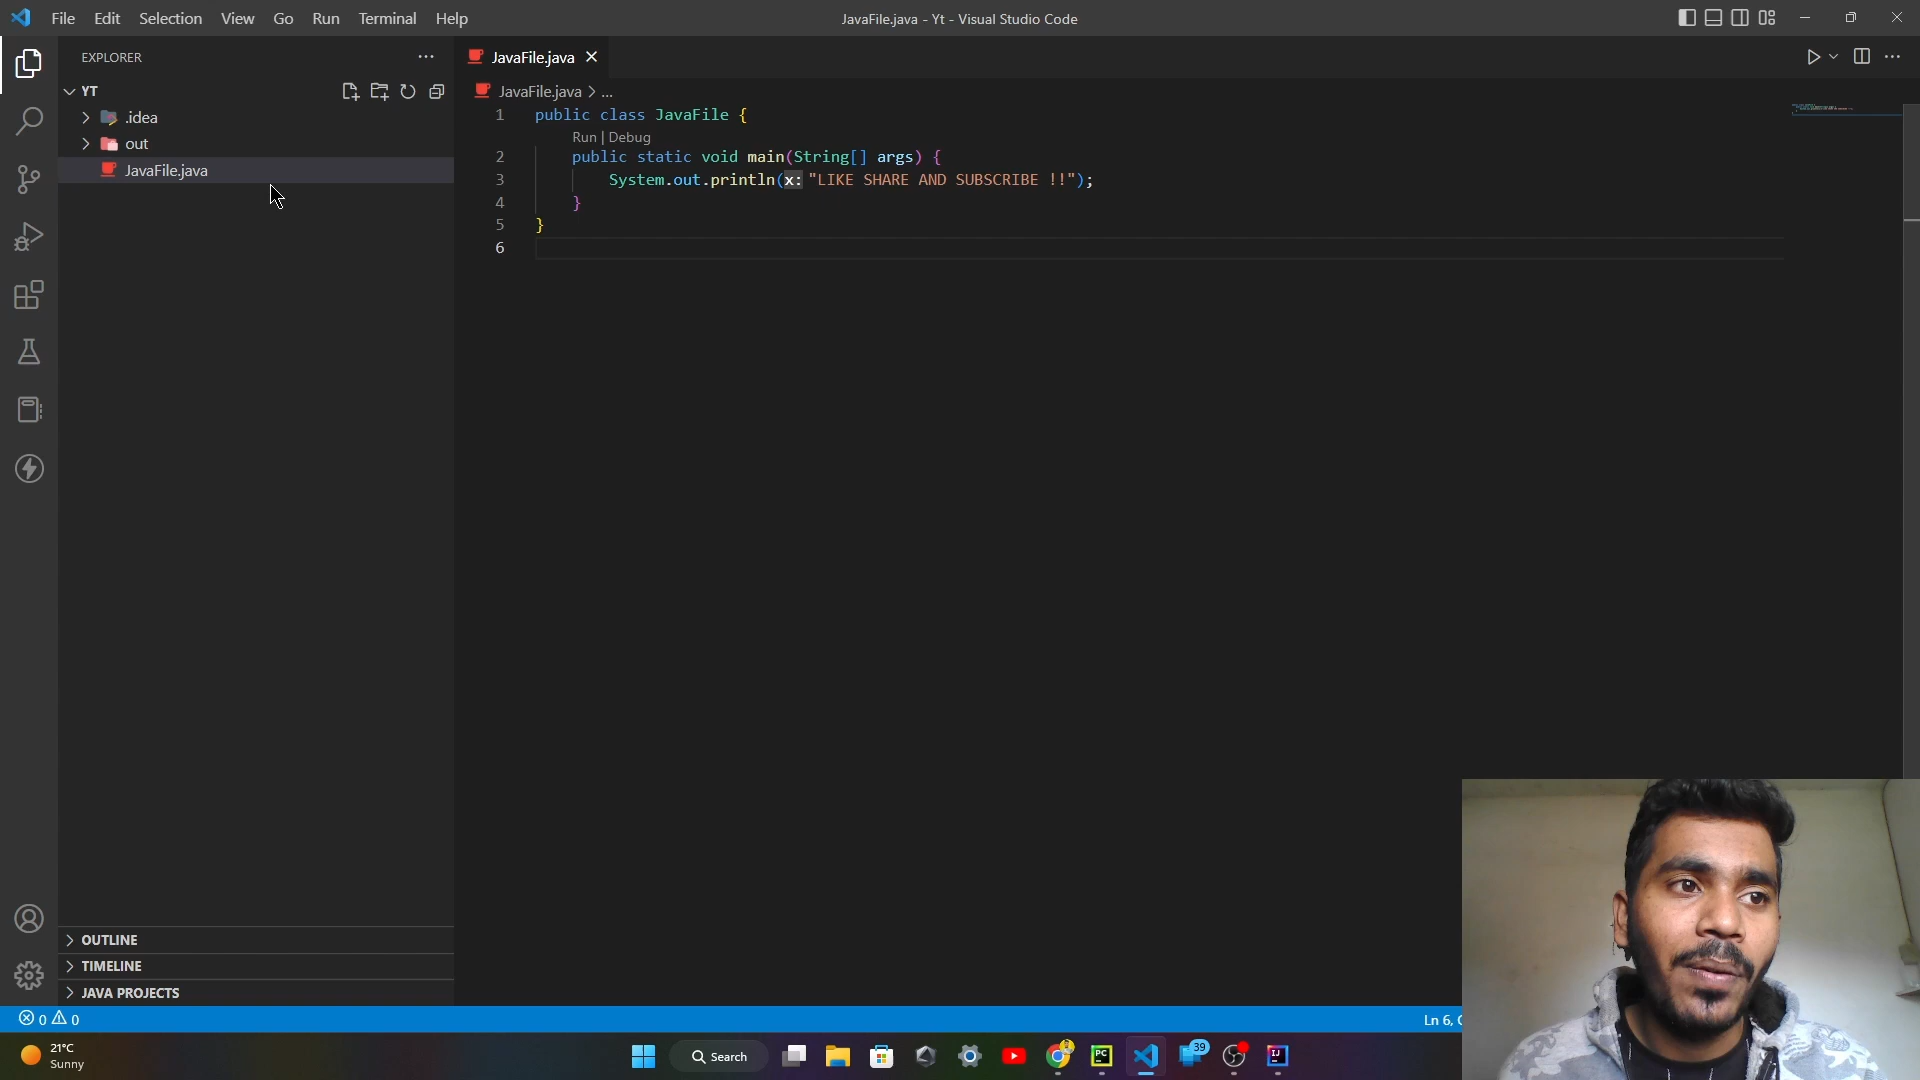 File Edit Selection View Go Run Terminal Help
JavaFile.java - Yt - Visual Studio Code
EXPLORER
YT
.idea
out
JavaFile.java
OUTLINE
TIMELINE
JAVA PROJECTS
JavaFile.java
JavaFile.java > ...
1 public class JavaFile {
Run | Debug
2 public static void main(String[] args) {
3 System.out.println(x: "LIKE SHARE AND SUBSCRIBE !!");
4 }
5 }
6
0 0
Ln 6,
21°C
Sunny
Search
PC
39
IJ